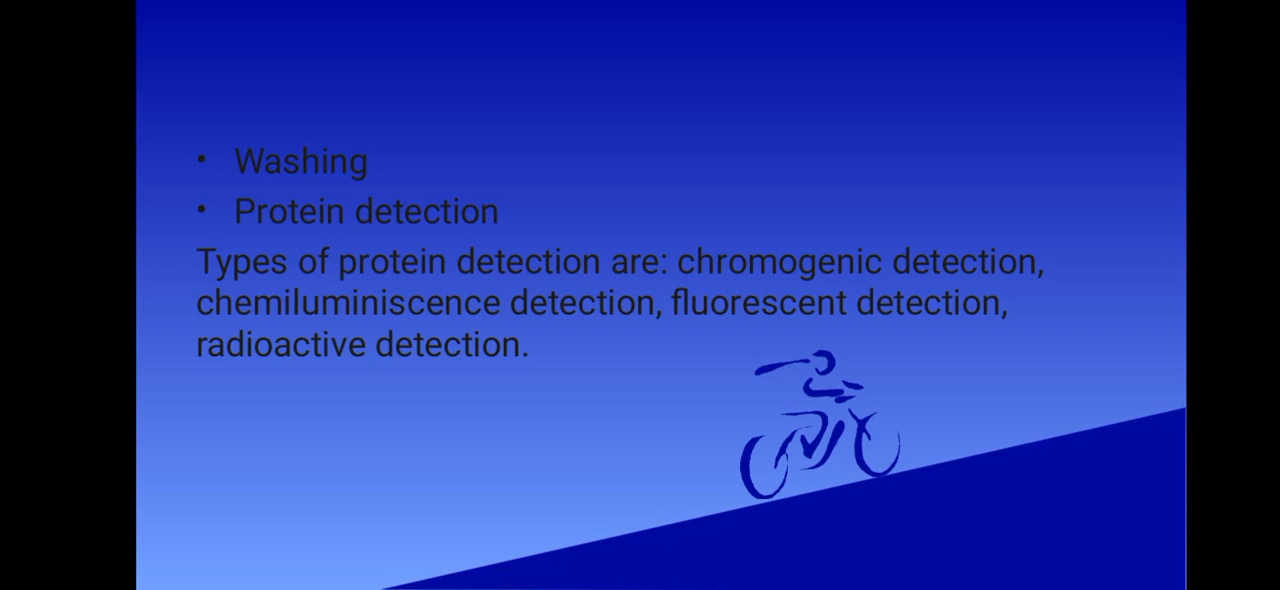 • Washing
• Protein detection
Types of protein detection are: chromogenic detection,
chemiluminiscence detection, fluorescent detection,
radioactive detection.